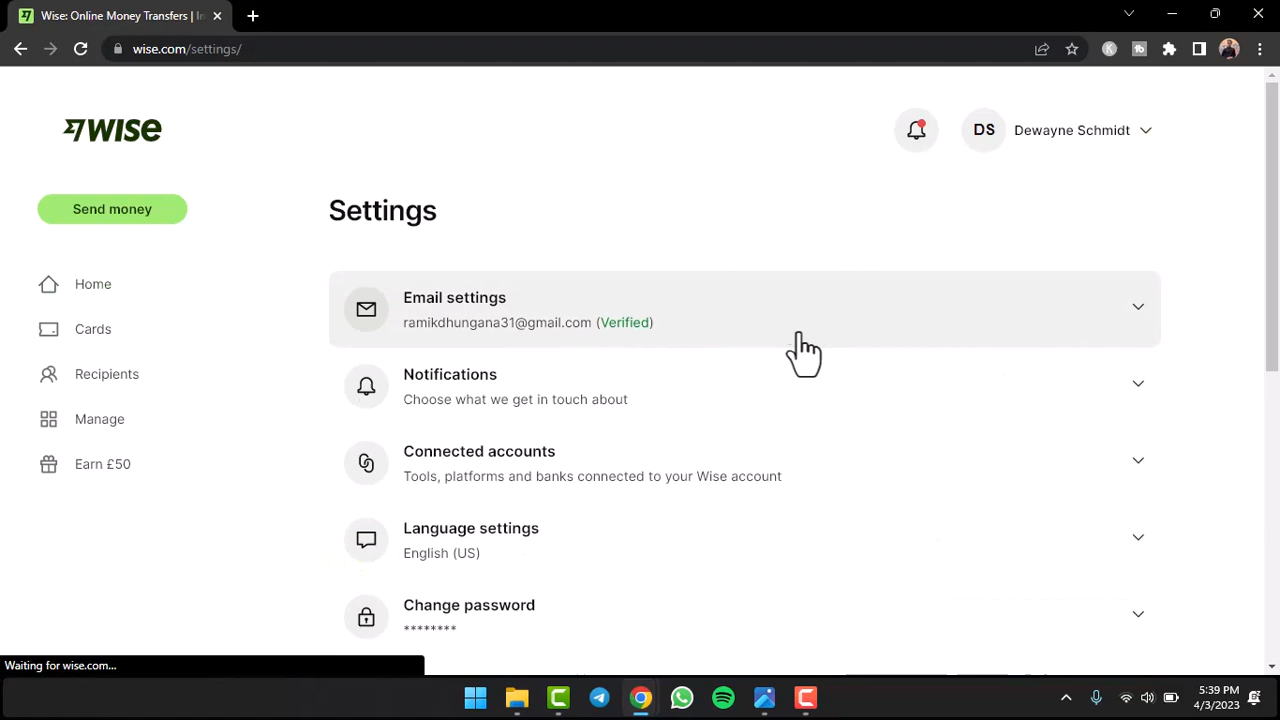 Wise Online Money Transfers | In
wise.com/settings/
WISE
DS
Dewayne Schmidt
Send money
Settings
Home
Cards
Recipients
Manage
Earn £50
Email settings
ramikdhungana31@gmail.com (Verified)
Notifications
Choose what we get in touch about
Connected accounts
Tools, platforms and banks connected to your Wise account
Language settings
English (US)
Change password
********
Waiting for wise.com...
5:39 PM
4/3/2023